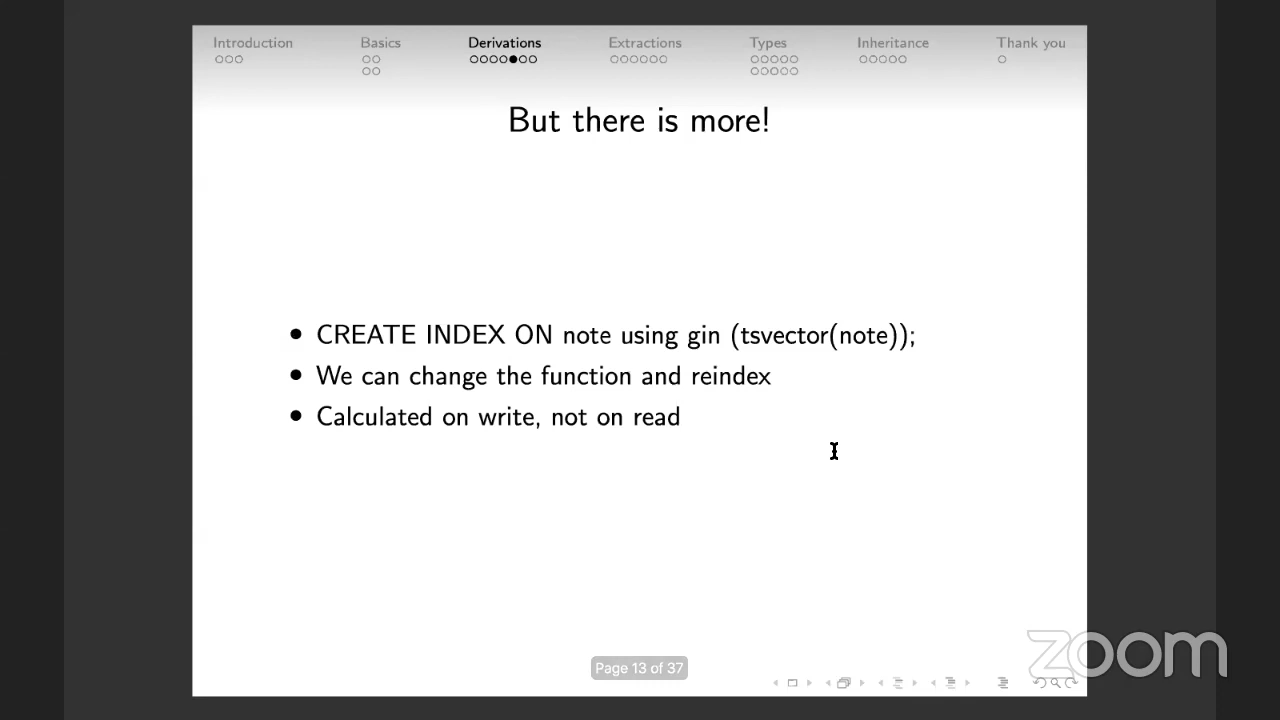 Introduction Basics Derivations Extractions Types Inheritance Thank you
But there is more!
CREATE INDEX ON note using gin (tsvector(note));
We can change the function and reindex
Calculated on write, not on read
Page 13 of 37
zoom